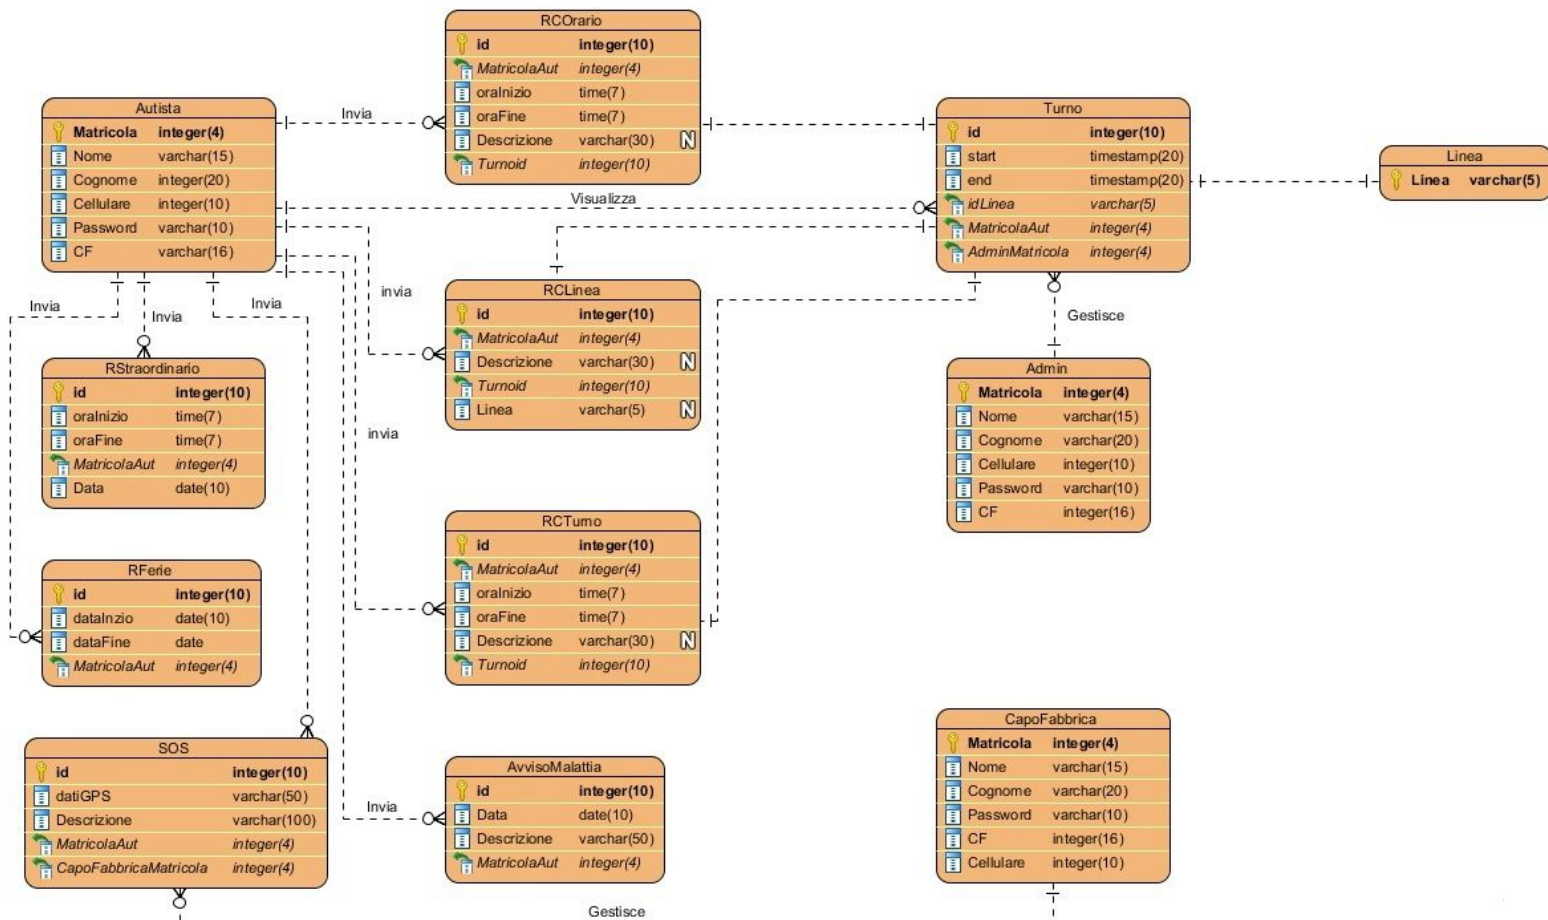 RCOrario
id integer(10)
MatricolaAut integer(4)
oraInizio time(7)
oraFine time(7)
Descrizione varchar(30) N
Turnoid integer(10)
Autista
Matricola integer(4)
Nome varchar(15)
Cognome integer(20)
Cellulare integer(10)
Password varchar(10)
CF varchar(16)
Invia
Turno
id integer(10)
start timestamp(20)
end timestamp(20)
idLinea varchar(5)
MatricolaAut integer(4)
AdminMatricola integer(4)
Linea
Linea varchar(5)
Visualizza
invia
Invia
Invia
Invia
RCLinea
id integer(10)
MatricolaAut integer(4)
Descrizione varchar(30) N
Turnoid integer(10)
Linea varchar(5) N
Gestisce
RStraordinario
id integer(10)
oraInizio time(7)
oraFine time(7)
MatricolaAut integer(4)
Data date(10)
invia
Admin
Matricola integer(4)
Nome varchar(15)
Cognome varchar(20)
Cellulare integer(10)
Password varchar(10)
CF integer(16)
RCTurno
id integer(10)
MatricolaAut integer(4)
oraInizio time(7)
oraFine time(7)
Descrizione varchar(30) N
Turnoid integer(10)
RFerie
id integer(10)
dataInzio date(10)
dataFine date
MatricolaAut integer(4)
SOS
id integer(10)
datiGPS varchar(50)
Descrizione varchar(100)
MatricolaAut integer(4)
CapoFabbricaMatricola integer(4)
Invia
AvvisoMalattia
id integer(10)
Data date(10)
Descrizione varchar(50)
MatricolaAut integer(4)
CapoFabbrica
Matricola integer(4)
Nome varchar(15)
Cognome varchar(20)
Password varchar(10)
CF integer(16)
Cellulare integer(10)
Gestisce